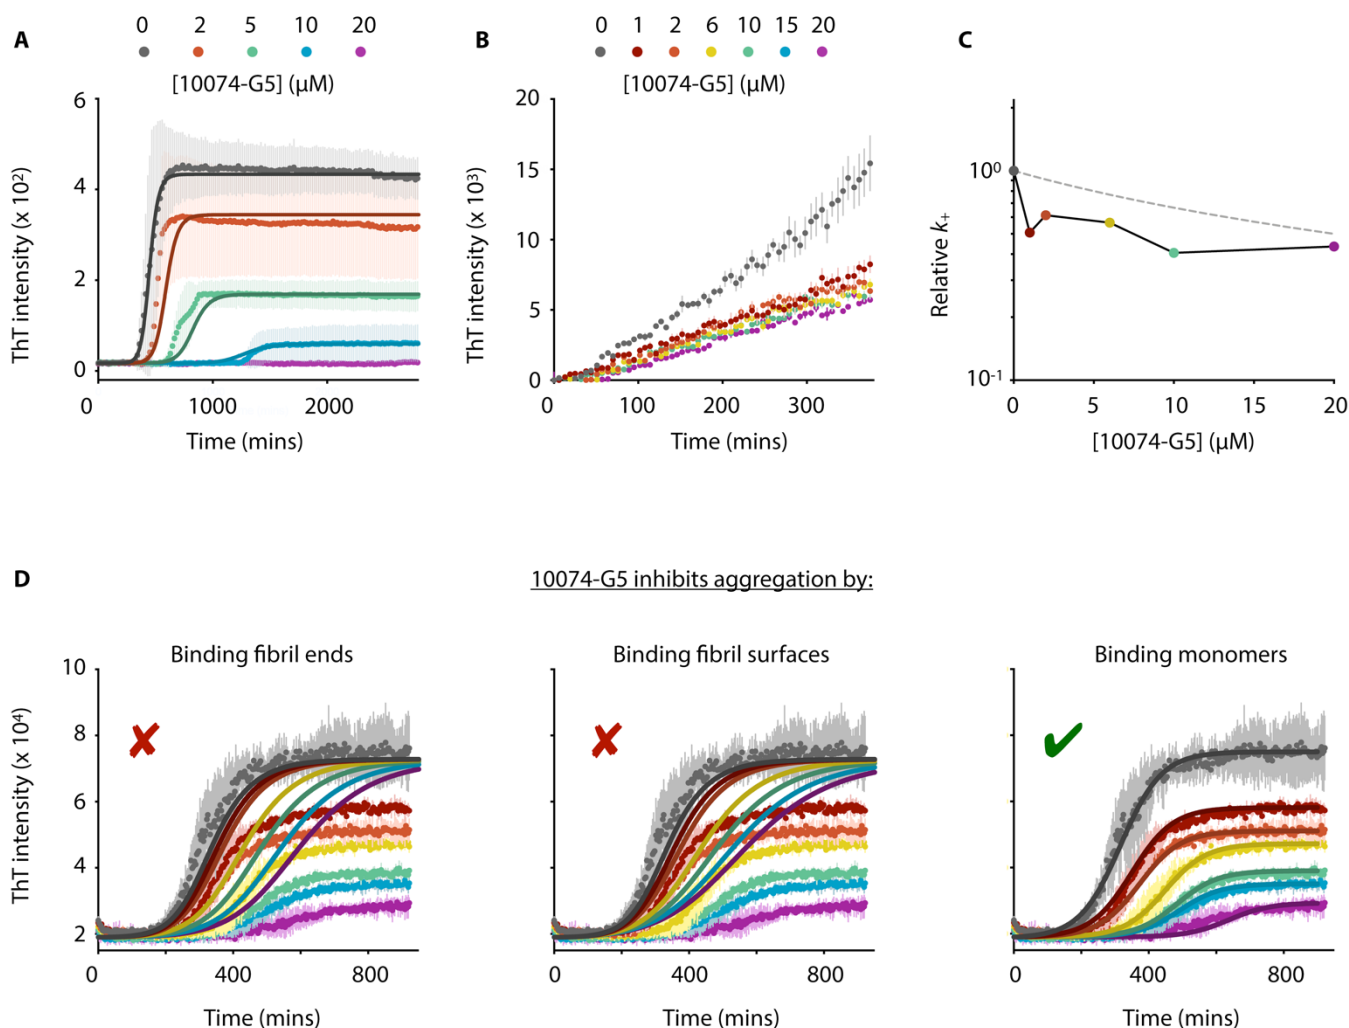 A
0 2 5 10 20
[10074-G5] (µM)
6
4
2
0
ThT intensity (x 10²)
0 1000 2000
Time (mins)
B
0 1 2 6 10 15 20
[10074-G5] (µM)
20
15
10
5
0
ThT intensity (x 10³)
0 100 200 300
Time (mins)
C
10⁰
10⁻¹
Relative k₊
0 5 10 15 20
[10074-G5] (µM)
D
10074-G5 inhibits aggregation by:
Binding fibril ends
10
8
6
4
2
ThT intensity (x 10⁴)
0 400 800
Time (mins)
Binding fibril surfaces
0 400 800
Time (mins)
Binding monomers
0 400 800
Time (mins)